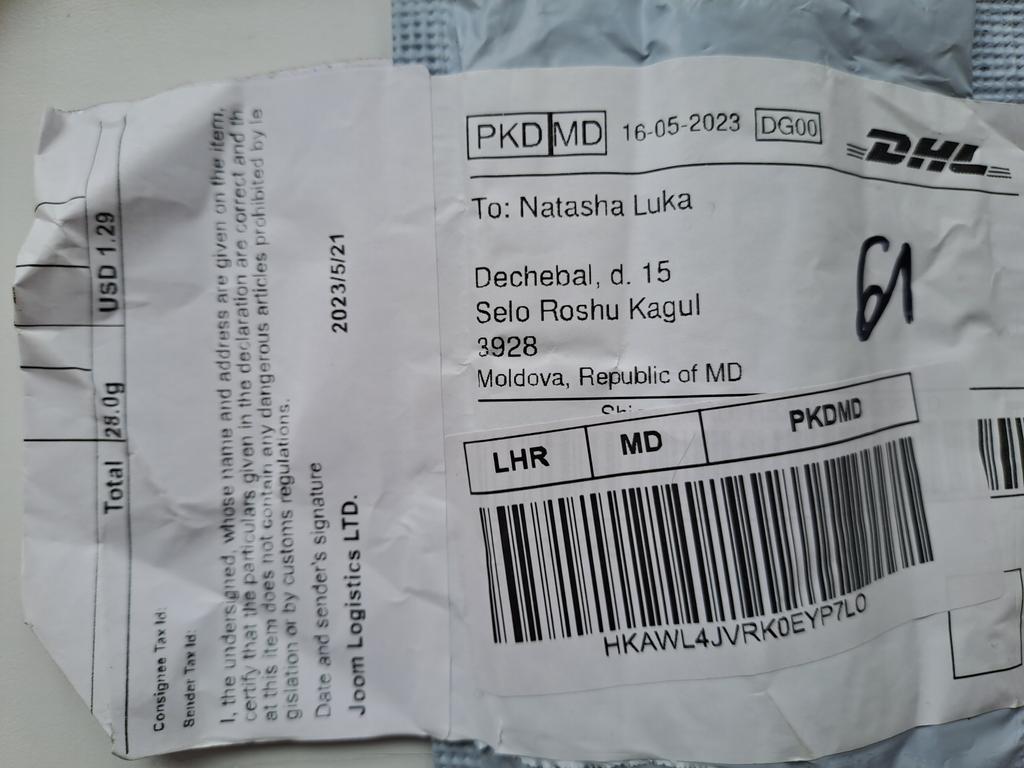 PKD MD 16-05-2023 DG00 DHL
To: Natasha Luka
Dechebal, d. 15
Selo Roshu Kagul
3928
Moldova, Republic of MD
61
LHR MD PKDMD
HKAWL4JVRK0EYP7LO
Total 28.0g USD 1.29
Consignee Tax Id:
Sender Tax Id:
I, the undersigned, whose name and address are given on the item,
certify that the particulars given in the declaration are correct and th
at this item does not contain any dangerous articles prohibited by le
gislation or by customs regulations.
Date and sender's signature 2023/5/21
Joom Logistics LTD.